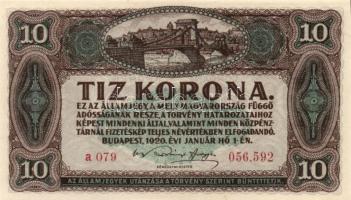 10 10
TIZ KORONA.
EZ AZ ÁLLAMJEGY A MELY MAGYARORSZÁG FÜGGŐ
ADÓSSÁGÁNAK RÉSZE, A TÖRVÉNY HATÁROZATAIHOZ
KÉPEST MINDENKI ÁLTAL VALAMINT MINDEN KÖZPÉNZ-
TÁRNÁL FIZETÉSKÉP TELJES NÉVÉRTÉKBEN ELFOGADANDÓ.
BUDAPEST, 1920. ÉVI JANUÁR HÓ 1-ÉN.
a 079 056,592
PÉNZÜGYMINISZTER.
10 10
AZ ÁLLAMJEGYEK UTÁNZÁSA A TÖRVÉNY SZERINT BÜNTETTETIK.